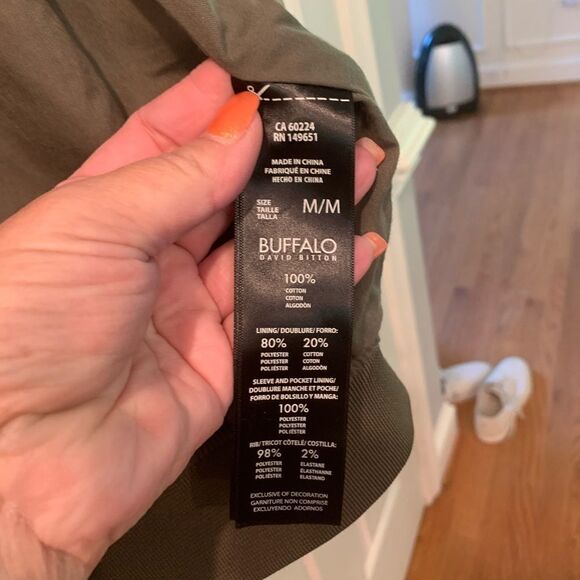 CA 60224
RN 149651
MADE IN CHINA
FABRIQUÉ EN CHINE
HECHO EN CHINA
SIZE
TAILLE
TALLA
M/M
BUFFALO
DAVID BITTON
100%
COTTON
COTON
ALGODÓN
LINING/ DOUBLURE/ FORRO:
80% 20%
POLYESTER COTTON
POLYESTER COTON
POLIESTER ALGODÓN
SLEEVE AND POCKET LINING/
DOUBLURE MANCHE ET POCHE/
FORRO DE BOLSILLO Y MANGA:
100%
POLYESTER
POLYESTER
POLIESTER
RIB/ TRICOT CÔTELÉ/ COSTILLA:
98% 2%
POLYESTER ELASTANE
POLYESTER ÉLASTHANNE
POLIESTER ELASTANO
EXCLUSIVE OF DECORATION
GARNITURE NON COMPRISE
EXCLUYENDO ADORNOS